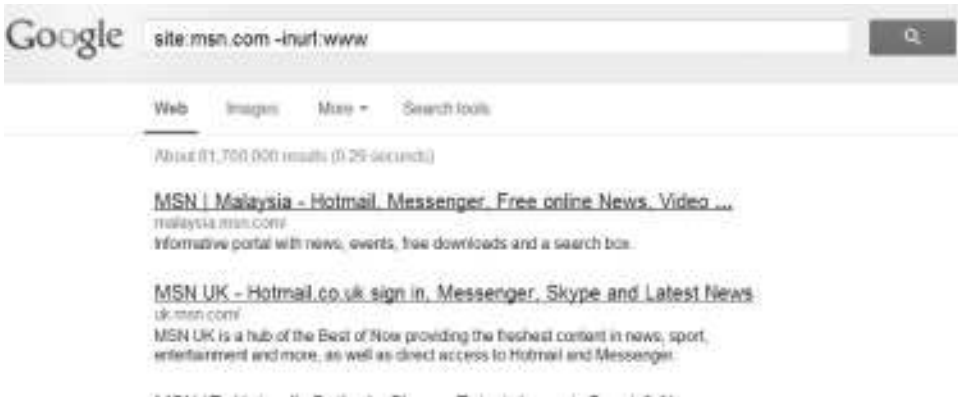 Google site:msn.com -inurl:www
Web Images More Search tools
About 81,700,000 results (0.29 seconds)
MSN | Malaysia - Hotmail, Messenger, Free online News, Video ...
malaysia.msn.com/
Informative portal with news, events, free downloads and a search box.
MSN UK - Hotmail.co.uk sign in, Messenger, Skype and Latest News
uk.msn.com/
MSN UK is a hub of the Best of Now providing the freshest content in news, sport,
entertainment and more, as well as direct access to Hotmail and Messenger.